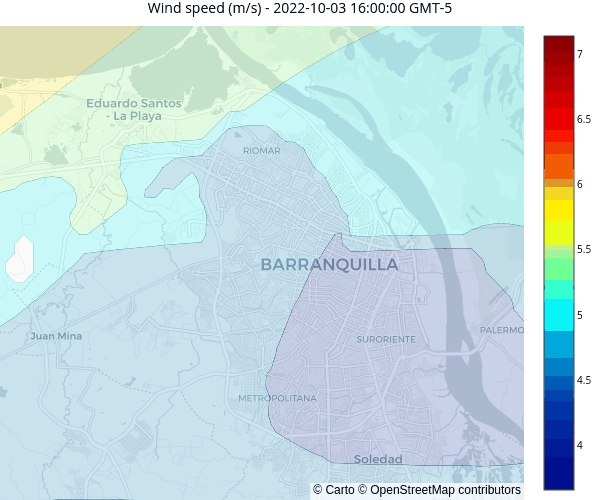 Wind speed (m/s) - 2022-10-03 16:00:00 GMT-5
7
6.5
6
5.5
5
4.5
4
Eduardo Santos
- La Playa
RIOMAR
BARRANQUILLA
Juan Mina
SURORIENTE
PALERMO
METROPOLITANA
Soledad
© Carto © OpenStreetMap contributors